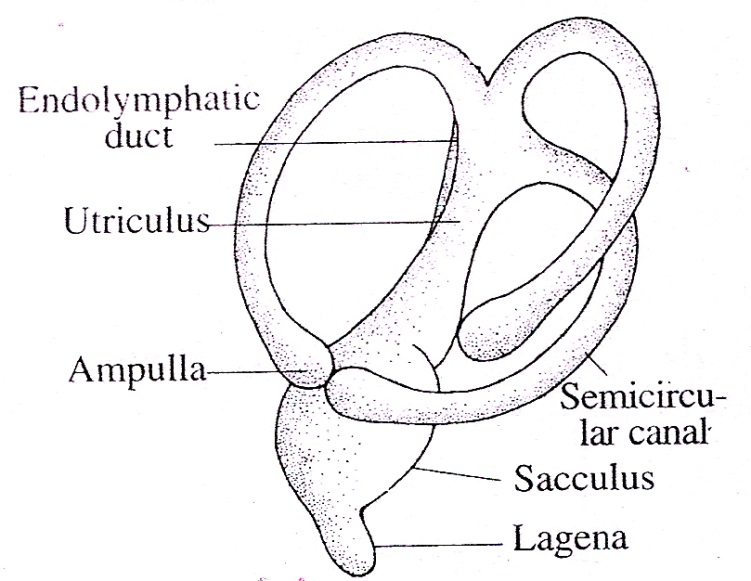 Endolymphatic
duct
Utriculus
Ampulla
Semicircu-
lar canal
Sacculus
Lagena